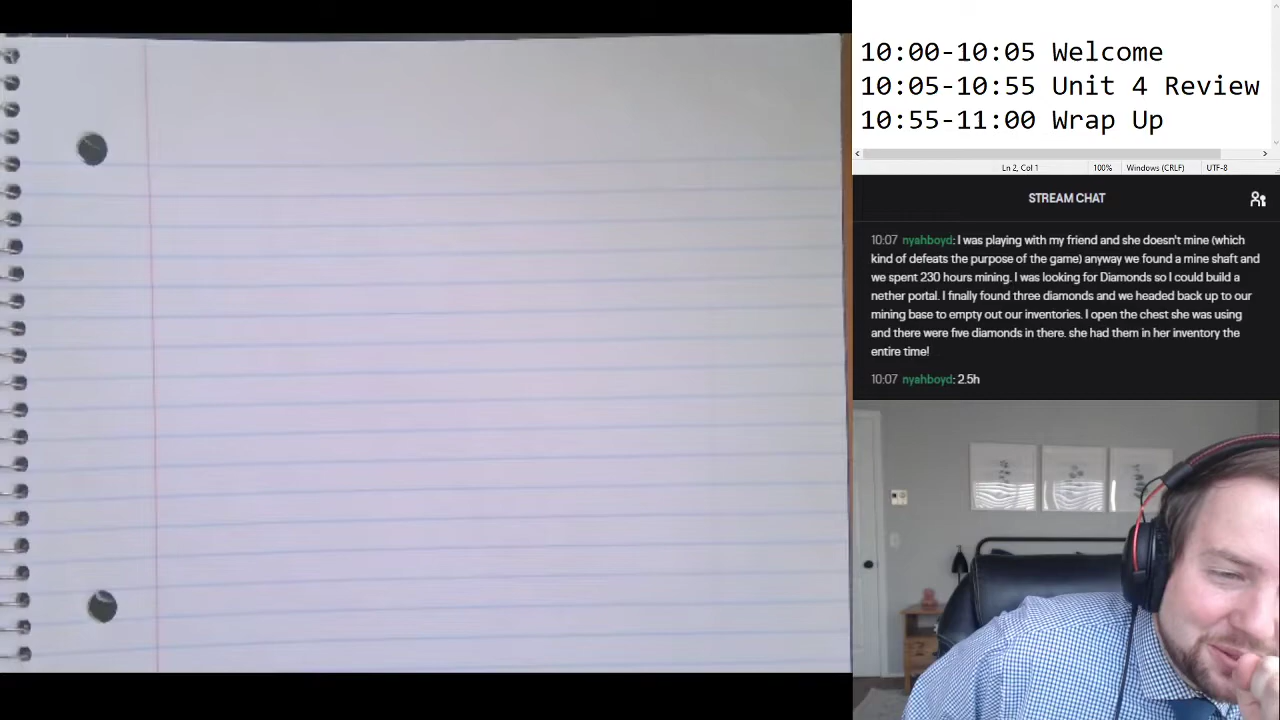 10:00-10:05 Welcome
10:05-10:55 Unit 4 Review
10:55-11:00 Wrap Up
Ln 2, Col 1 100% Windows (CRLF) UTF-8
STREAM CHAT
10:07 nyahboyd: I was playing with my friend and she doesn't mine (which
kind of defeats the purpose of the game) anyway we found a mine shaft and
we spent 230 hours mining. I was looking for Diamonds so I could build a
nether portal. I finally found three diamonds and we headed back up to our
mining base to empty out our inventories. I open the chest she was using
and there were five diamonds in there. she had them in her inventory the
entire time!
10:07 nyahboyd: 2.5h